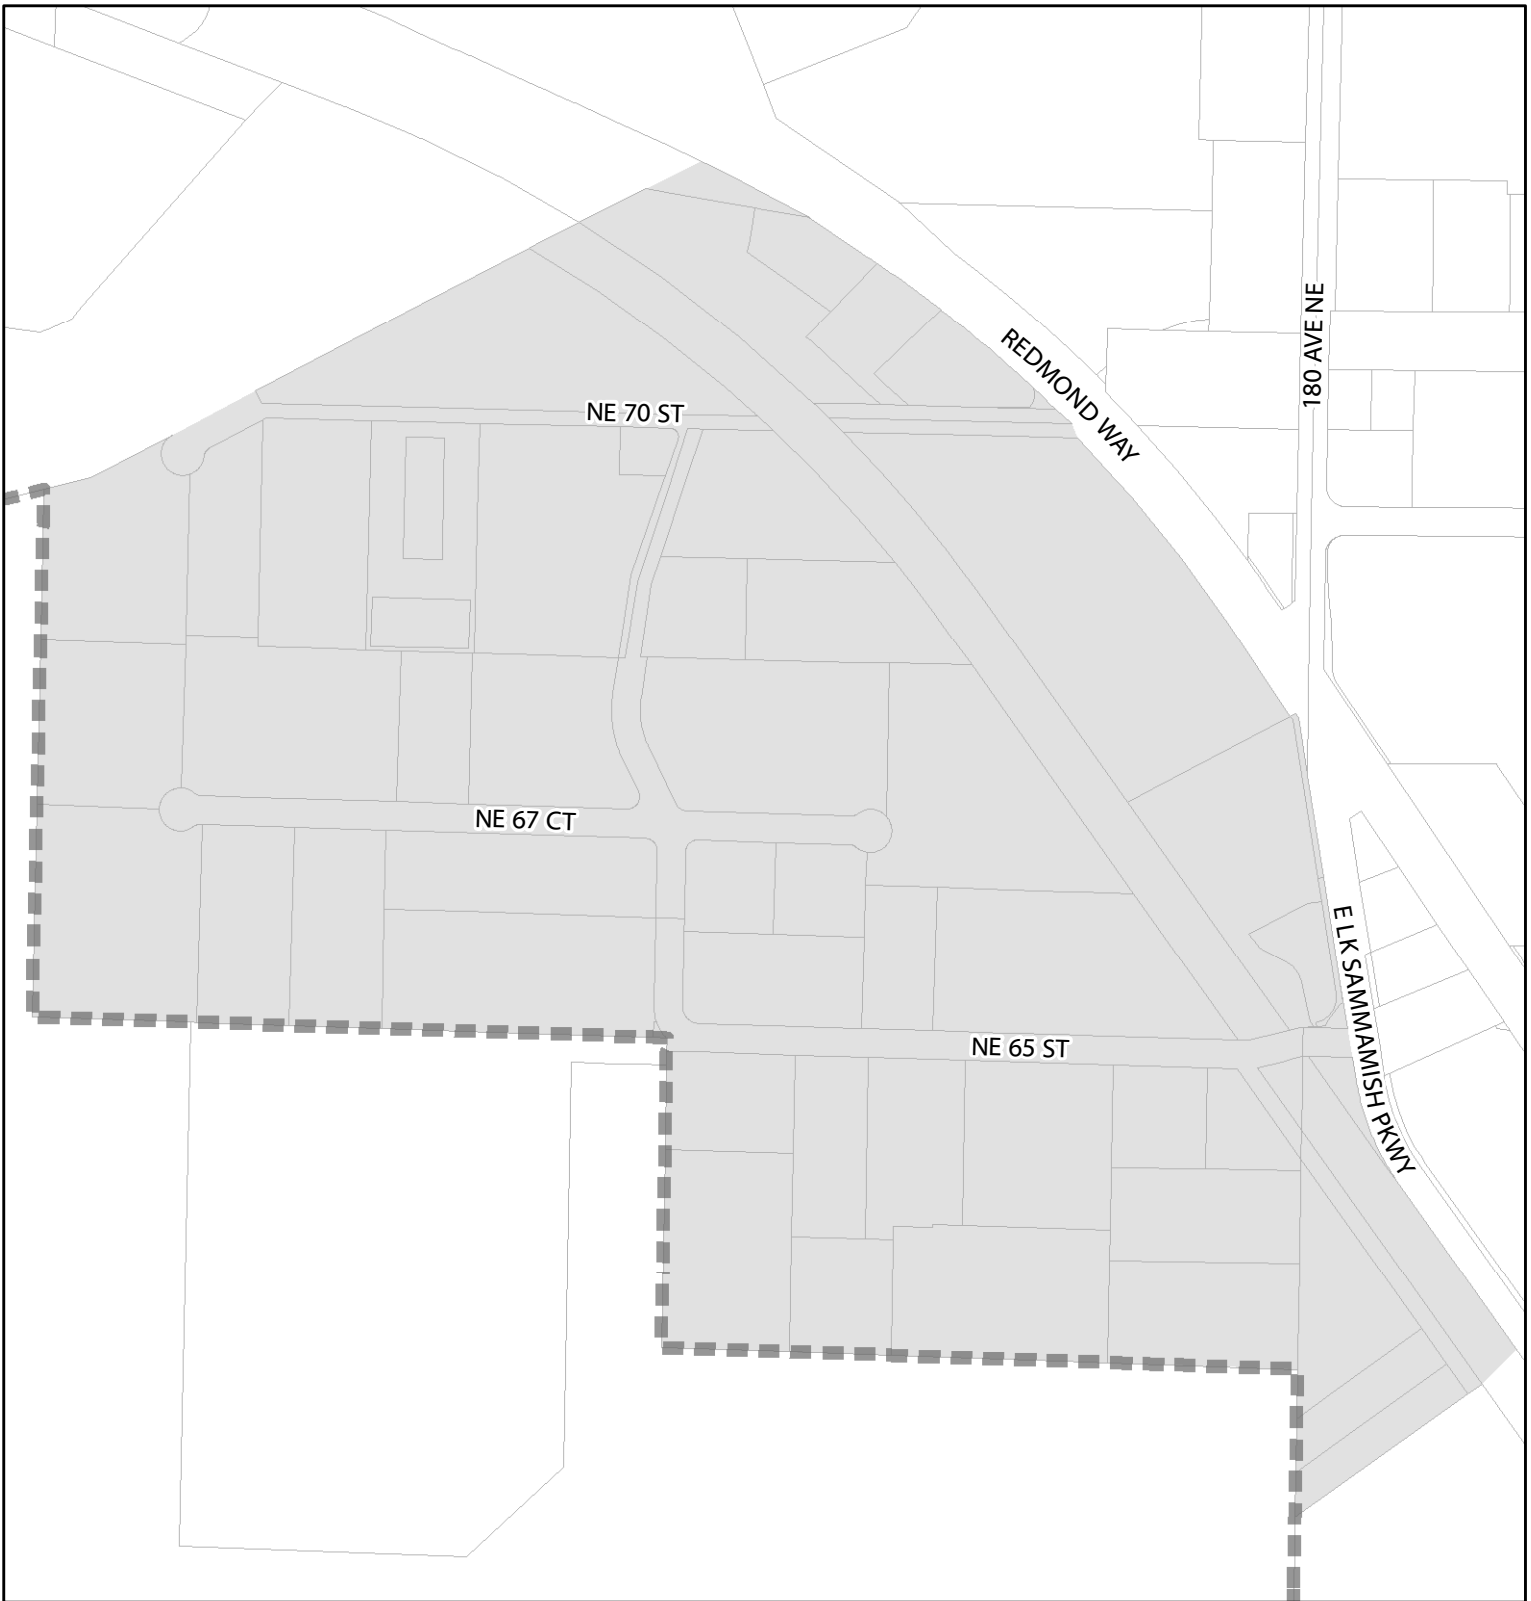 180 AVE NE
REDMOND WAY
NE 70 ST
NE 67 CT
E LK SAMMAMISH PKWY
NE 65 ST